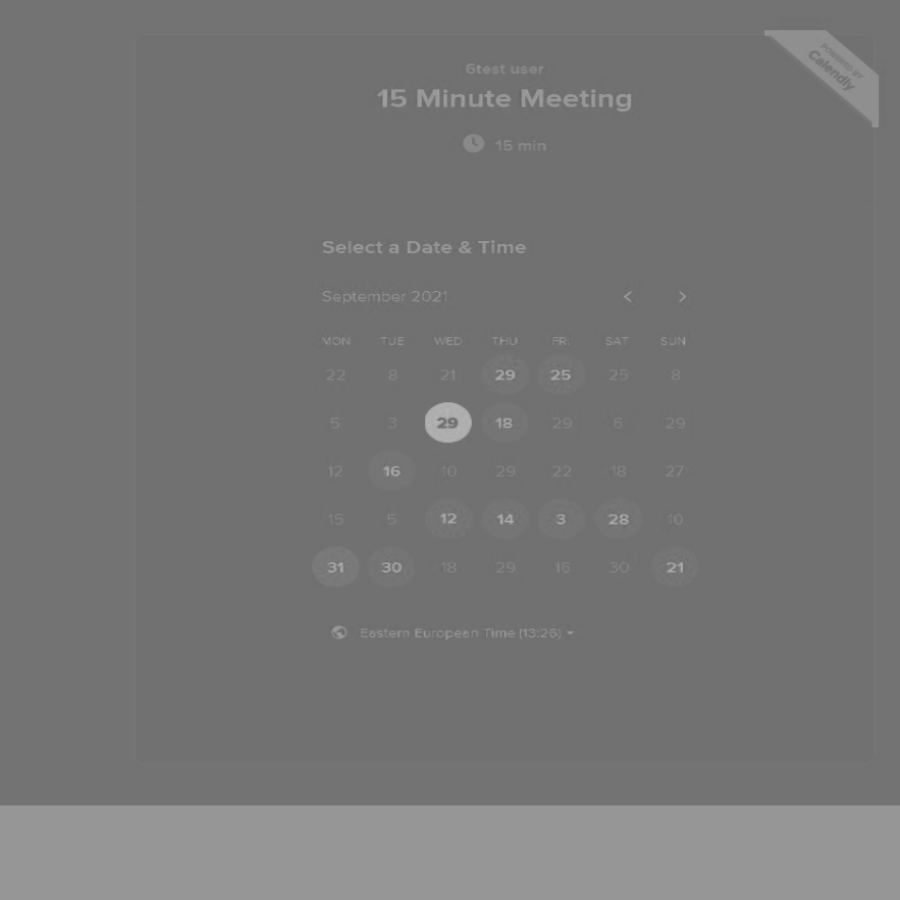 POWERED BY
Calendly
6test user
15 Minute Meeting
15 min
Select a Date & Time
September 2021
MON TUE WED THU FRI SAT SUN
22 8 21 29 25 25 8
5 3 29 18 29 6 29
12 16 10 29 22 18 27
15 5 12 14 3 28 10
31 30 18 29 15 30 21
Eastern European Time (13:26)